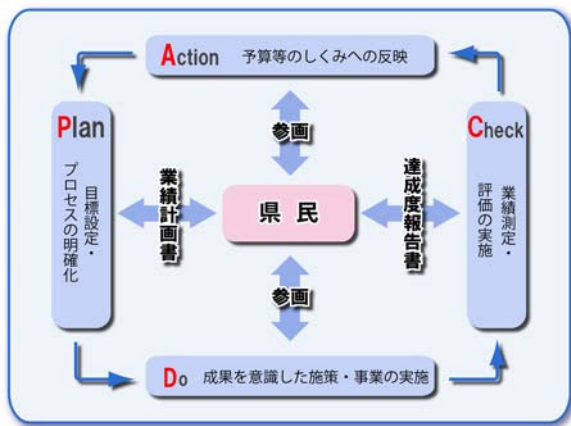 Action 予算等のしくみへの反映
参画
Plan
目標設定・
プロセスの明確化
業績計画書
県民
達成度報告書
Check
業績測定・
評価の実施
参画
Do 成果を意識した施策・事業の実施